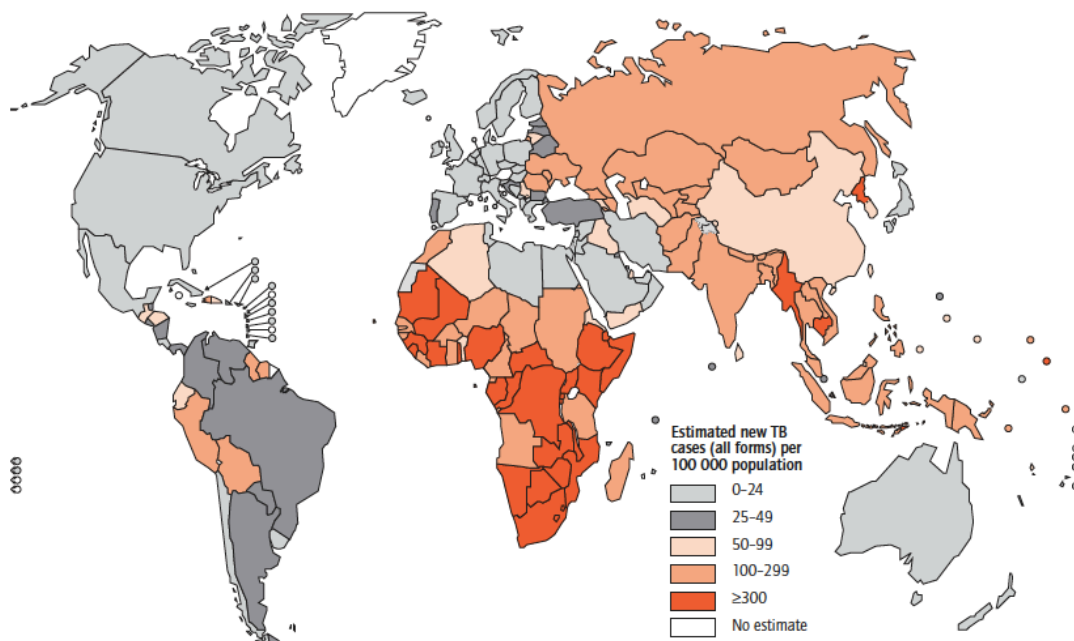 Estimated new TB
cases (all forms) per
100 000 population
0–24
25–49
50–99
100–299
≥300
No estimate